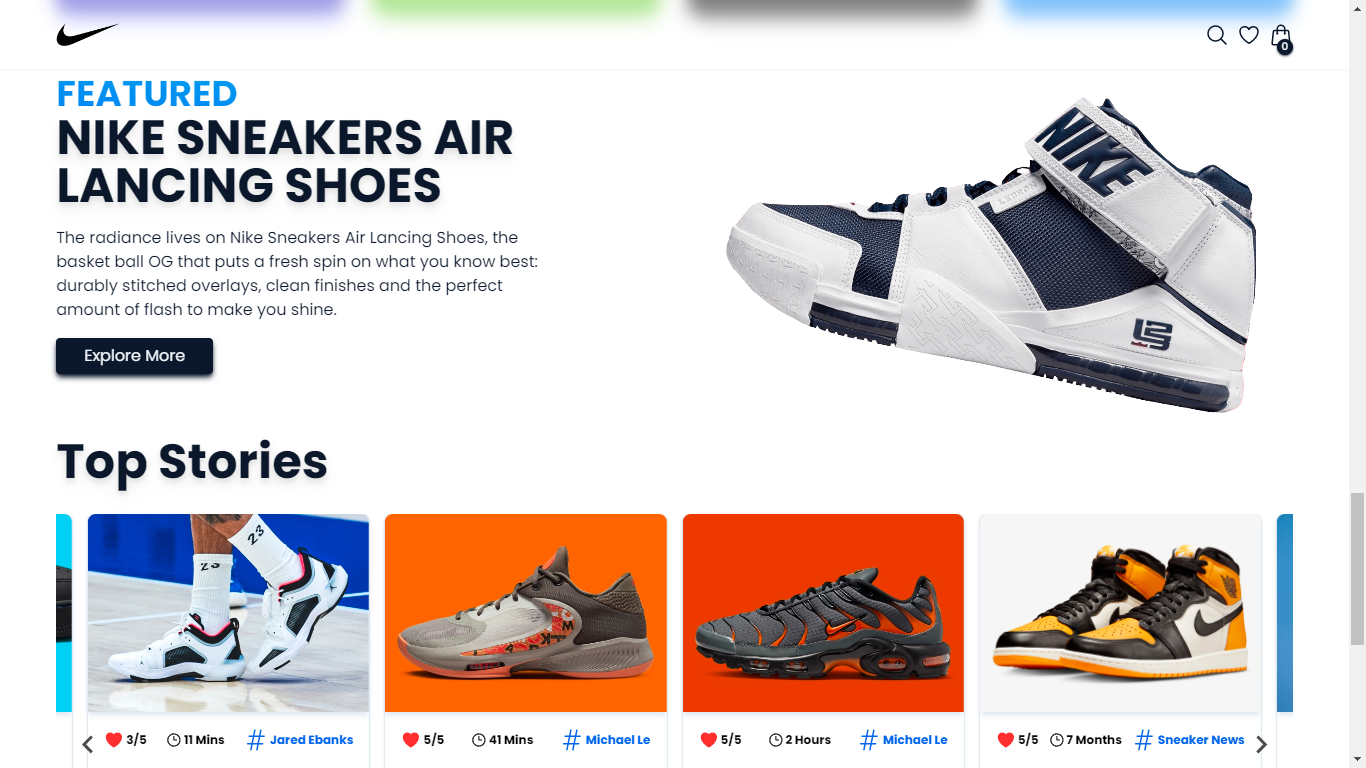 0
FEATURED
NIKE SNEAKERS AIR
LANCING SHOES
The radiance lives on Nike Sneakers Air Lancing Shoes, the
basket ball OG that puts a fresh spin on what you know best:
durably stitched overlays, clean finishes and the perfect
amount of flash to make you shine.
Explore More
NIKE
Top Stories
23
23
3/5 11 Mins # Jared Ebanks
5/5 41 Mins # Michael Le
5/5 2 Hours # Michael Le
5/5 7 Months # Sneaker News